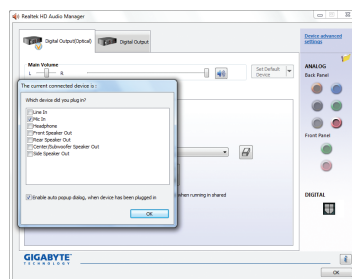 Realtek HD Audio Manager
Digital Output(Optical)
Digital Output
Device advanced
settings
Main Volume
L
R
Set Default
Device
ANALOG
Back Panel
The current connected device is :
Which device did you plug in?
Line In
Mic In
Headphone
Front Speaker Out
Rear Speaker Out
Center/Subwoofer Speaker Out
Side Speaker Out
Front Panel
Enable auto popup dialog, when device has been plugged in
when running in shared
OK
DIGITAL
GIGABYTE
TECHNOLOGY
OK